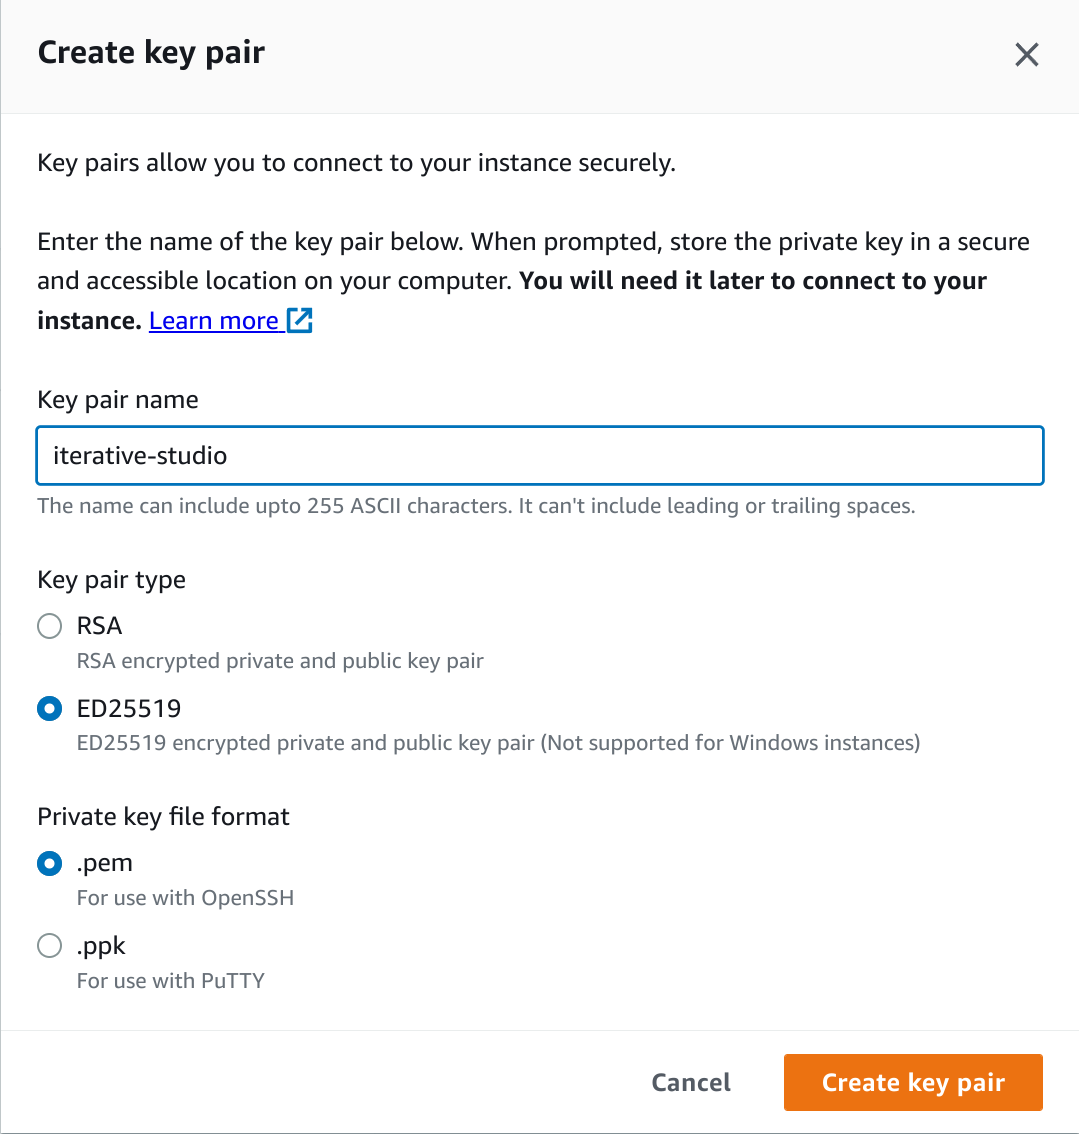 Create key pair
Key pairs allow you to connect to your instance securely.
Enter the name of the key pair below. When prompted, store the private key in a secure
and accessible location on your computer. You will need it later to connect to your
instance. Learn more
Key pair name
iterative-studio
The name can include upto 255 ASCII characters. It can't include leading or trailing spaces.
Key pair type
RSA
RSA encrypted private and public key pair
ED25519
ED25519 encrypted private and public key pair (Not supported for Windows instances)
Private key file format
.pem
For use with OpenSSH
.ppk
For use with PuTTY
Cancel
Create key pair